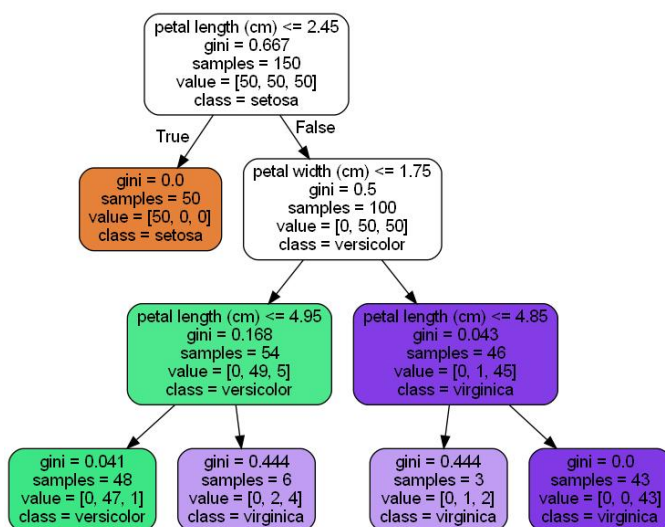 petal length (cm) <= 2.45
gini = 0.667
samples = 150
value = [50, 50, 50]
class = setosa
True
False
gini = 0.0
samples = 50
value = [50, 0, 0]
class = setosa
petal width (cm) <= 1.75
gini = 0.5
samples = 100
value = [0, 50, 50]
class = versicolor
petal length (cm) <= 4.95
gini = 0.168
samples = 54
value = [0, 49, 5]
class = versicolor
petal length (cm) <= 4.85
gini = 0.043
samples = 46
value = [0, 1, 45]
class = virginica
gini = 0.041
samples = 48
value = [0, 47, 1]
class = versicolor
gini = 0.444
samples = 6
value = [0, 2, 4]
class = virginica
gini = 0.444
samples = 3
value = [0, 1, 2]
class = virginica
gini = 0.0
samples = 43
value = [0, 0, 43]
class = virginica